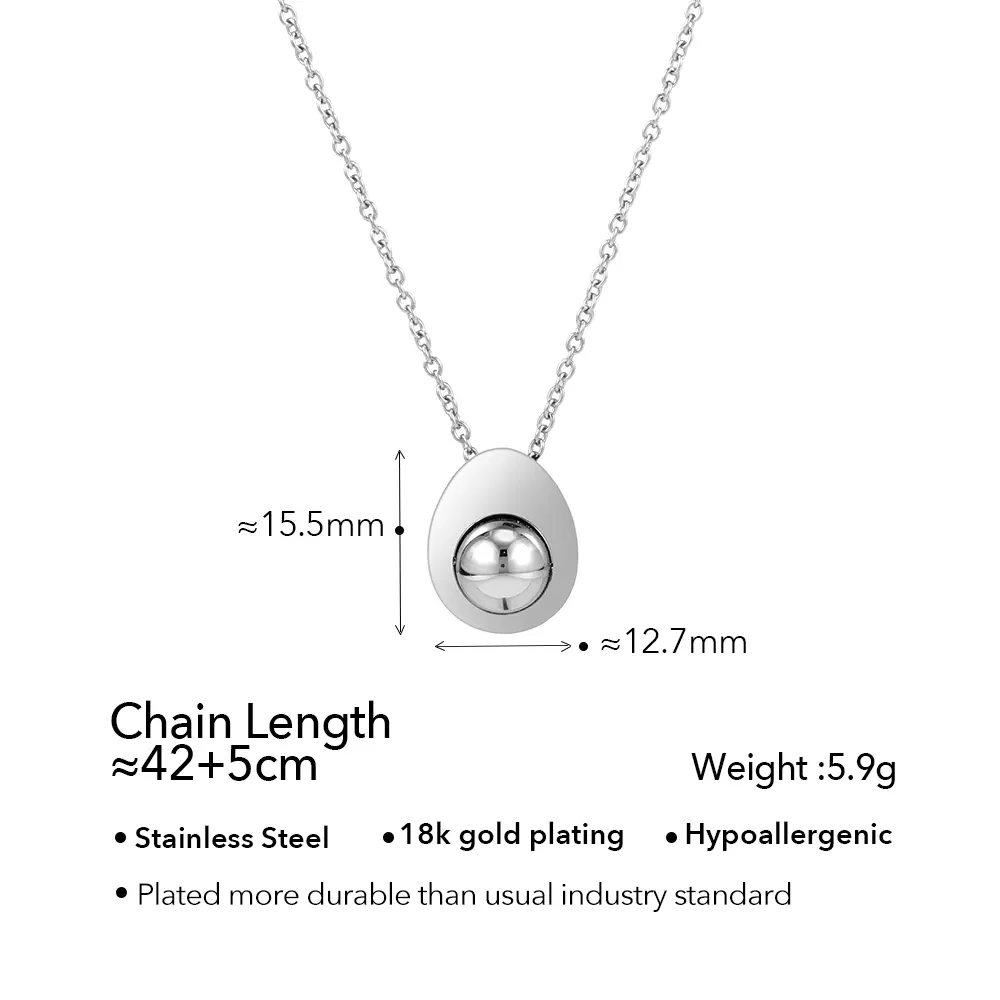 ≈15.5mm
≈12.7mm
Chain Length
≈42+5cm
Weight :5.9g
• Stainless Steel
• 18k gold plating
• Hypoallergenic
• Plated more durable than usual industry standard